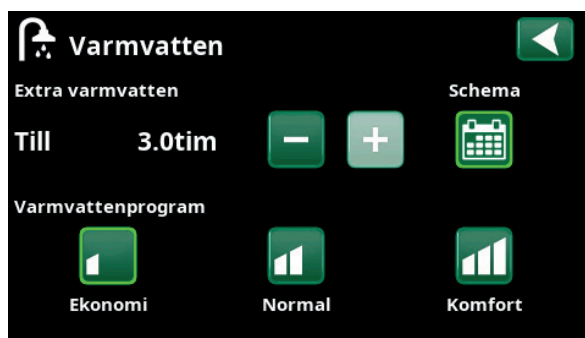 Varmvatten
Extra varmvatten
Schema
Till 3.0tim
Varmvattenprogram
Ekonomi
Normal
Komfort